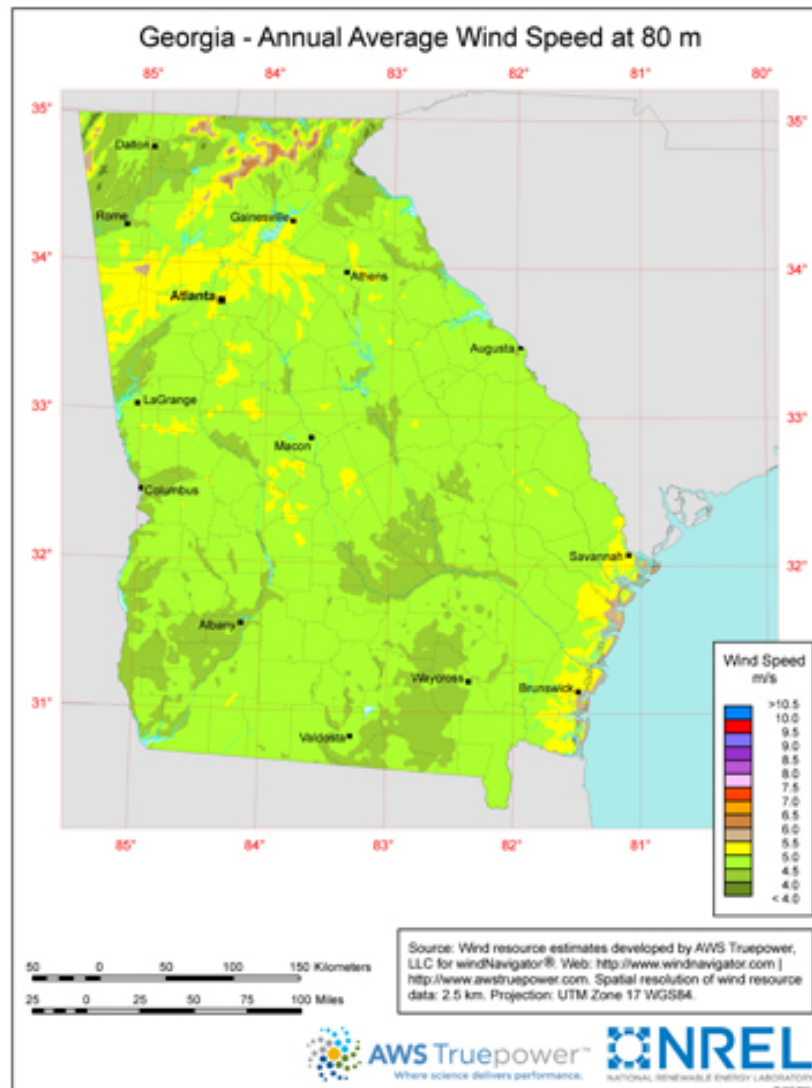 Georgia - Annual Average Wind Speed at 80 m
85° 84° 83° 82° 81° 80°
35° 35°
Dalton
Rome
Gainesville
34° 34°
Athens
Atlanta
Augusta
33° 33°
LaGrange
Macon
Columbus
32° 32°
Savannah
Albany
Waycross
Brunswick
31°
Valdosta
85° 84° 83° 82° 81°
Wind Speed
m/s
>10.5
10.0
9.5
9.0
8.5
8.0
7.5
7.0
6.5
6.0
5.5
5.0
4.5
4.0
< 4.0
50 0 50 100 150 Kilometers
25 0 25 50 75 100 Miles
Source: Wind resource estimates developed by AWS Truepower,
LLC for windNavigator®. Web: http://www.windnavigator.com |
http://www.awstruepower.com. Spatial resolution of wind resource
data: 2.5 km. Projection: UTM Zone 17 WGS84.
AWS Truepower™
Where science delivers performance.
NREL
NATIONAL RENEWABLE ENERGY LABORATORY